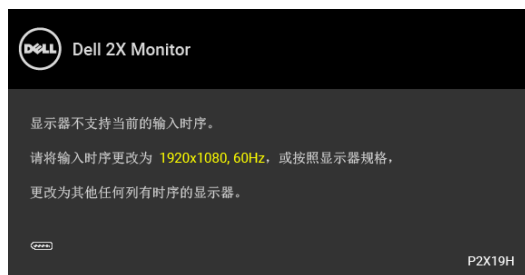 DELL Dell 2X Monitor
显示器不支持当前的输入时序。
请将输入时序更改为 1920x1080, 60Hz，或按照显示器规格，
更改为其他任何列有时序的显示器。
P2X19H